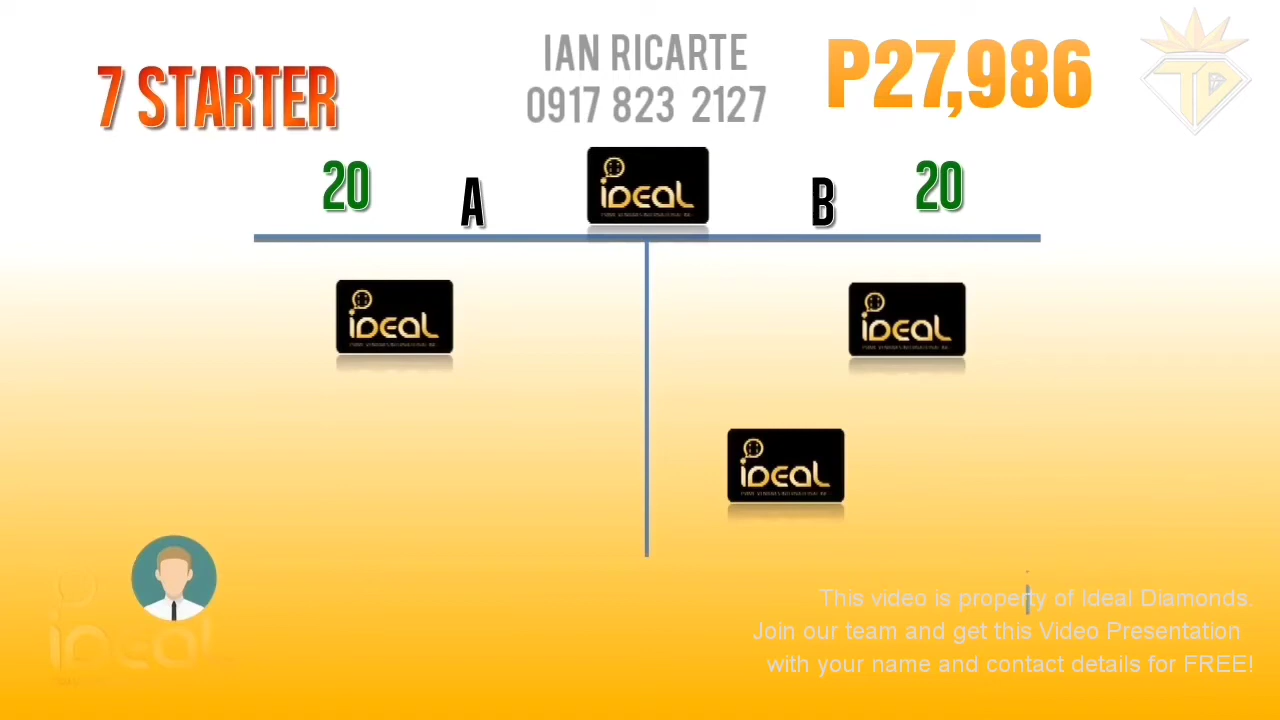 7 STARTER
IAN RICARTE
0917 823 2127
P27,986
TD
20
A
iDEAL
B
20
iDEAL
iDEAL
iDEAL
iDEAL
This video is property of Ideal Diamonds.
Join our team and get this Video Presentation
with your name and contact details for FREE!